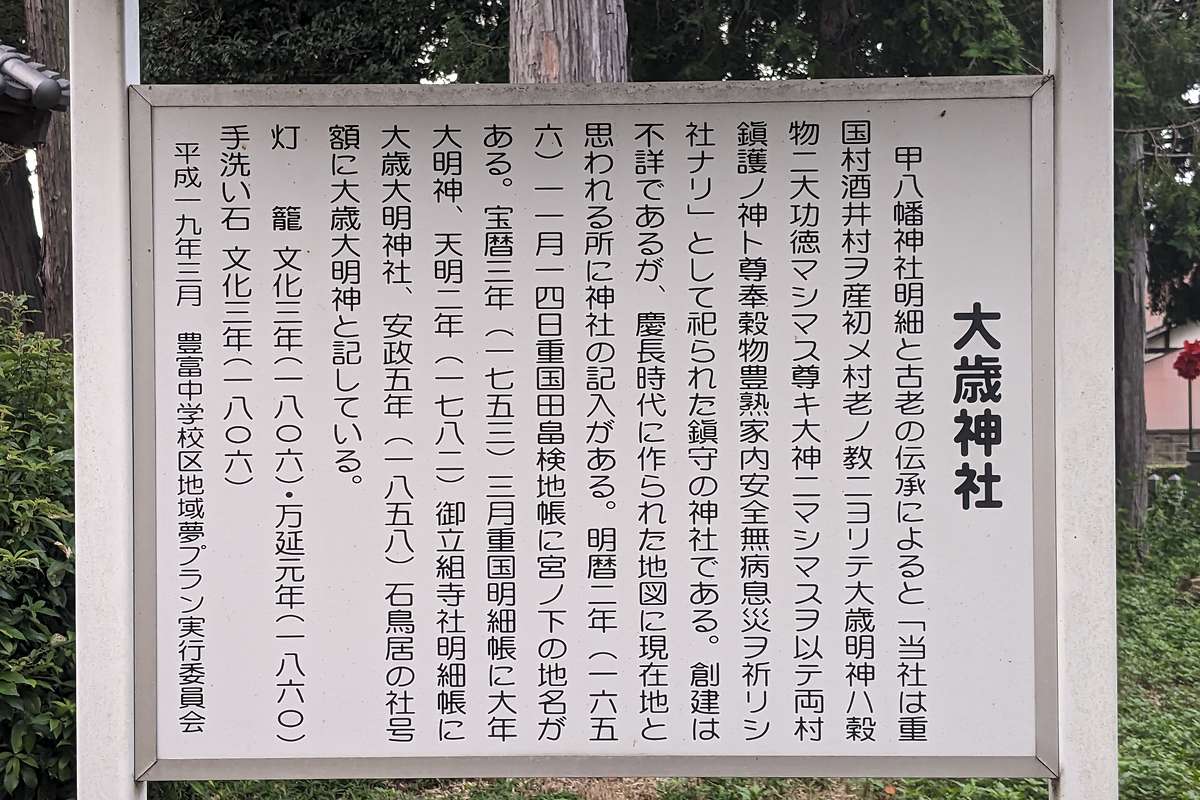 大歳神社
甲八幡神社明細と古老の伝承によると「当社は重
国村酒井村ヲ産初メ村老ノ教ニヨリテ大歳明神ハ穀
物ニ大功徳マシマス尊キ大神ニマシマスヲ以テ両村
鎭護ノ神ト尊奉穀物豊熟家内安全無病息災ヲ祈リシ
社ナリ」として祀られた鎭守の神社である。創建は
不詳であるが、慶長時代に作られた地図に現在地と
思われる所に神社の記入がある。明暦二年（一六五
六）一一月一四日重国田畠検地帳に宮ノ下の地名が
ある。宝暦三年（一七五三）三月重国明細帳に大年
大明神、天明二年（一七八二）御立組寺社明細帳に
大歳大明神社、安政五年（一八五八）石鳥居の社号
額に大歳大明神と記している。
灯　籠 文化三年（一八〇六）・万延元年（一八六〇）
手洗い石 文化三年（一八〇六）
平成一九年三月　豊富中学校区地域夢プラン実行委員会